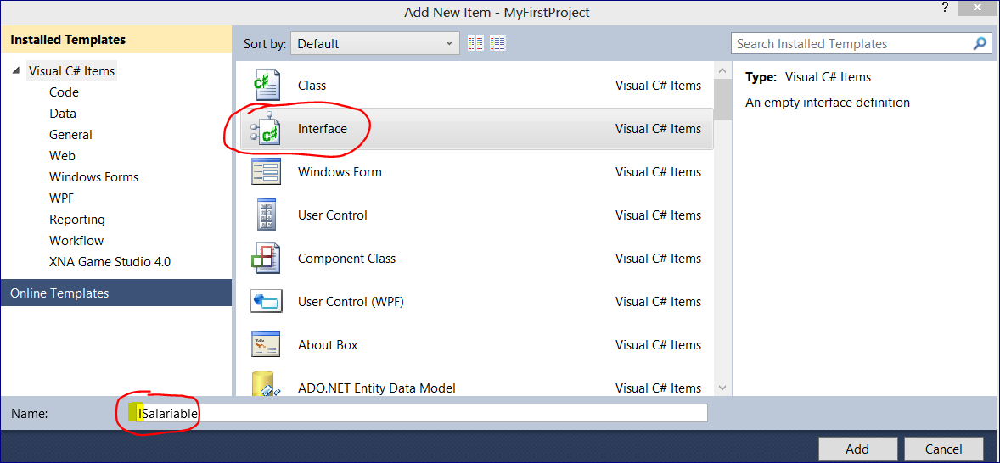 Add New Item - MyFirstProject
?
Installed Templates
Sort by: Default
Search Installed Templates
Visual C# Items
Code
Data
General
Web
Windows Forms
WPF
Reporting
Workflow
XNA Game Studio 4.0
Online Templates
Class Visual C# Items
Interface Visual C# Items
Windows Form Visual C# Items
User Control Visual C# Items
Component Class Visual C# Items
User Control (WPF) Visual C# Items
About Box Visual C# Items
ADO.NET Entity Data Model Visual C# Items
Type: Visual C# Items
An empty interface definition
Name: ISalariable
Add Cancel